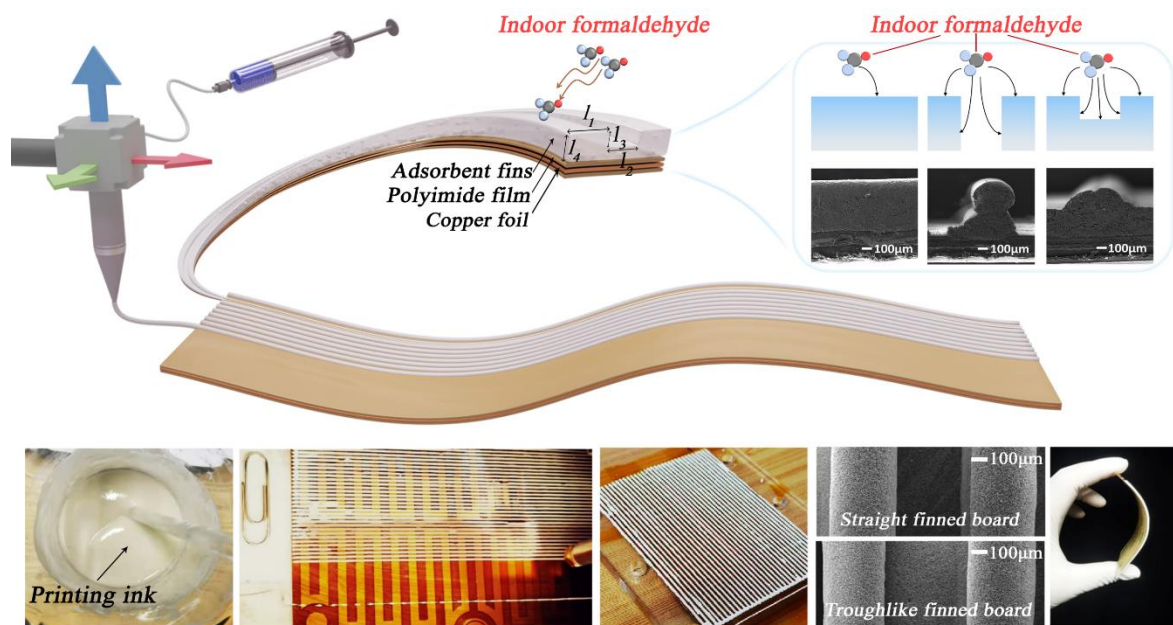 Indoor formaldehyde
Indoor formaldehyde
l1
l3
l4
l2
Adsorbent fins
Polyimide film
Copper foil
100μm
100μm
100μm
Printing ink
100μm
Straight finned board
100μm
Troughlike finned board